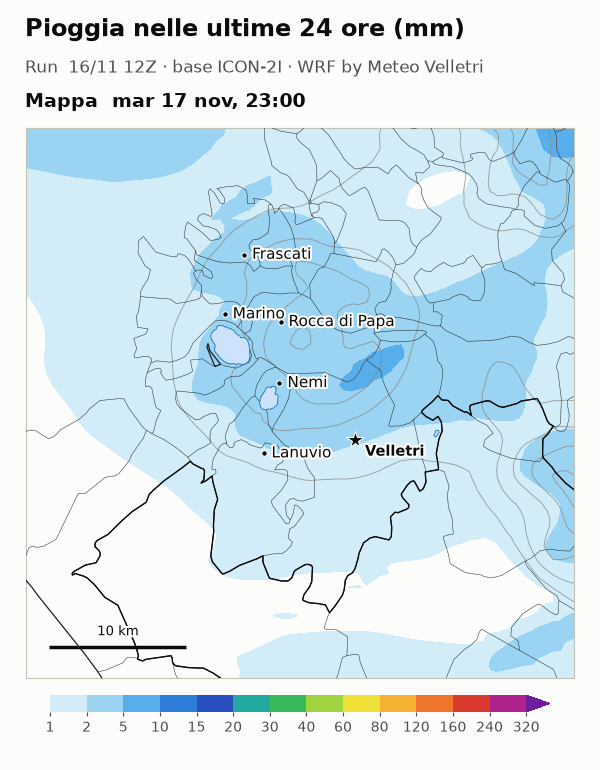 Pioggia nelle ultime 24 ore (mm)
Run  16/11 12Z · base ICON-2I · WRF by Meteo Velletri
Mappa  mar 17 nov, 23:00
Frascati
Marino
Rocca di Papa
Nemi
Velletri
Lanuvio
10 km
1 2 5 10 15 20 30 40 60 80 120 160 240 320